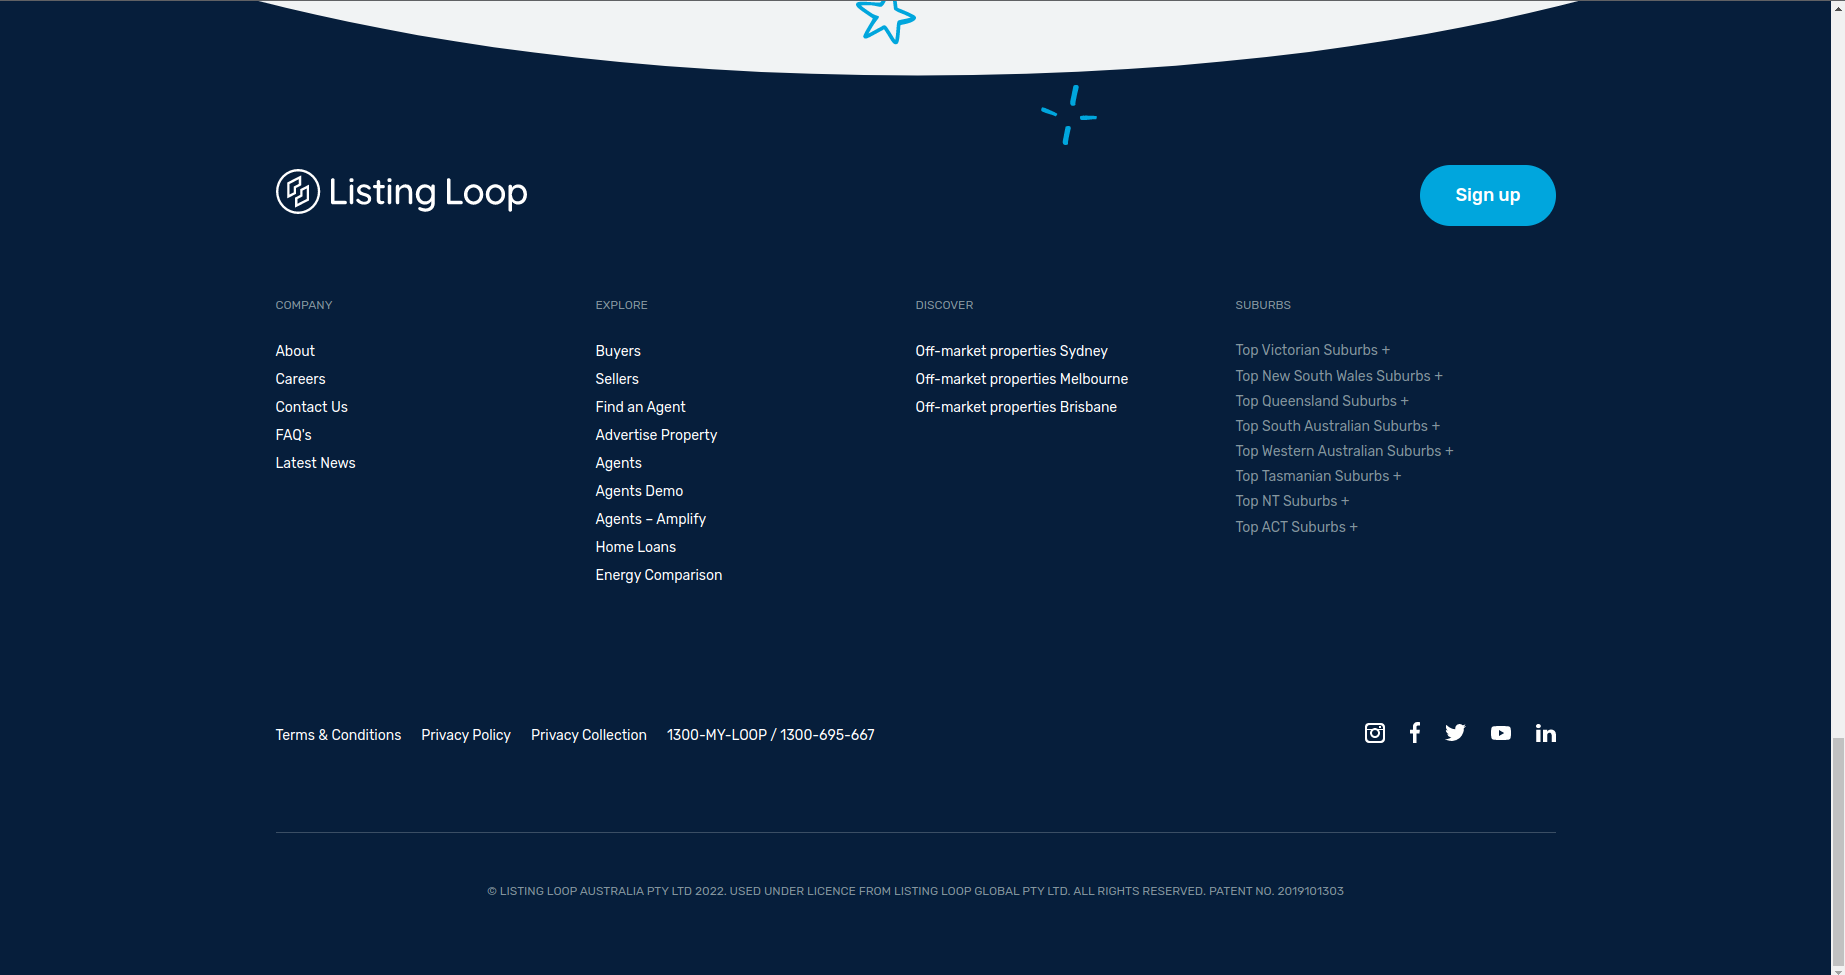 Listing Loop
Sign up
COMPANY
About
Careers
Contact Us
FAQ's
Latest News
EXPLORE
Buyers
Sellers
Find an Agent
Advertise Property
Agents
Agents Demo
Agents – Amplify
Home Loans
Energy Comparison
DISCOVER
Off-market properties Sydney
Off-market properties Melbourne
Off-market properties Brisbane
SUBURBS
Top Victorian Suburbs +
Top New South Wales Suburbs +
Top Queensland Suburbs +
Top South Australian Suburbs +
Top Western Australian Suburbs +
Top Tasmanian Suburbs +
Top NT Suburbs +
Top ACT Suburbs +
Terms & Conditions Privacy Policy Privacy Collection 1300-MY-LOOP / 1300-695-667
© LISTING LOOP AUSTRALIA PTY LTD 2022. USED UNDER LICENCE FROM LISTING LOOP GLOBAL PTY LTD. ALL RIGHTS RESERVED. PATENT NO. 2019101303